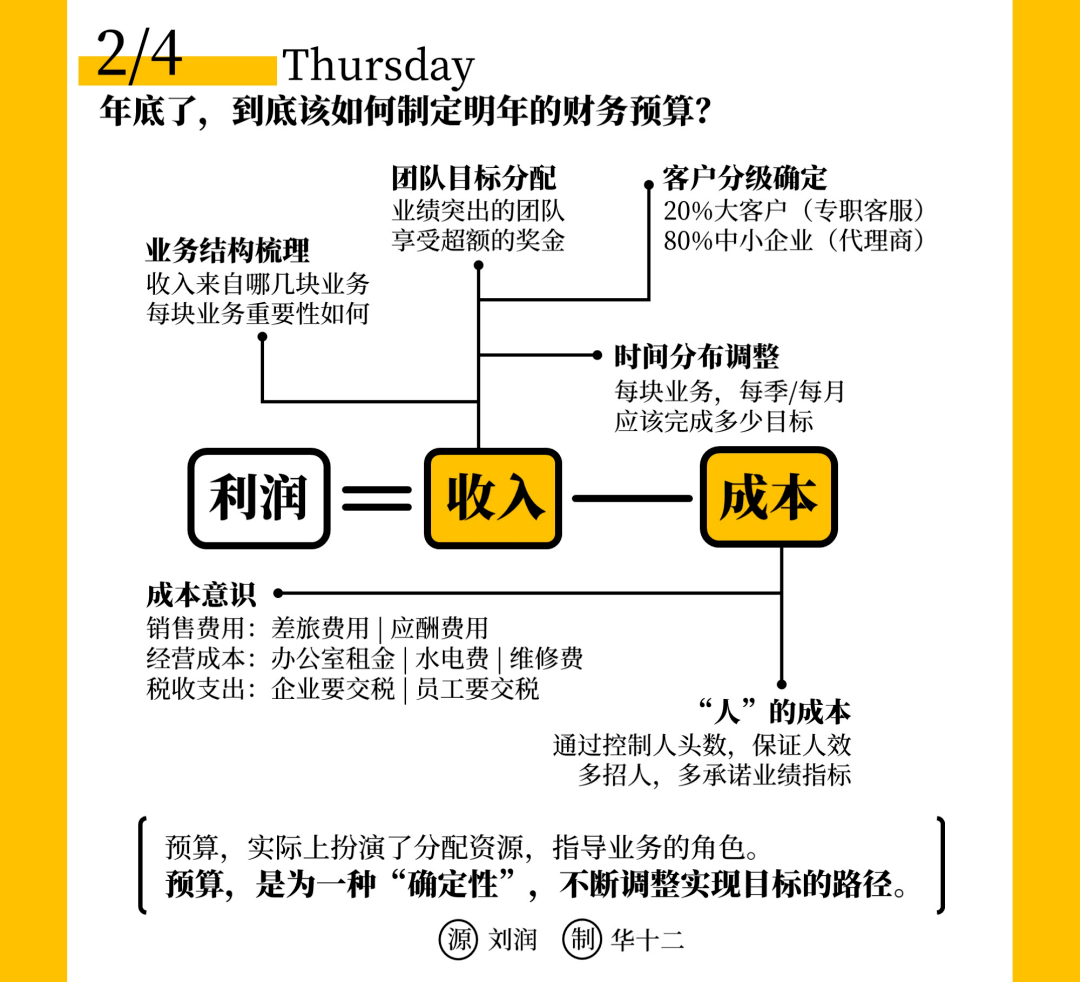 2/4 Thursday
年底了，到底该如何制定明年的财务预算？
团队目标分配
业绩突出的团队
享受超额的奖金
客户分级确定
20%大客户（专职客服）
80%中小企业（代理商）
业务结构梳理
收入来自哪几块业务
每块业务重要性如何
时间分布调整
每块业务，每季/每月
应该完成多少目标
利润 = 收入 — 成本
成本意识
销售费用：差旅费用 | 应酬费用
经营成本：办公室租金 | 水电费 | 维修费
税收支出：企业要交税 | 员工要交税
“人”的成本
通过控制人头数，保证人效
多招人，多承诺业绩指标
预算，实际上扮演了分配资源，指导业务的角色。
预算，是为一种“确定性”，不断调整实现目标的路径。
源 刘润 制 华十二